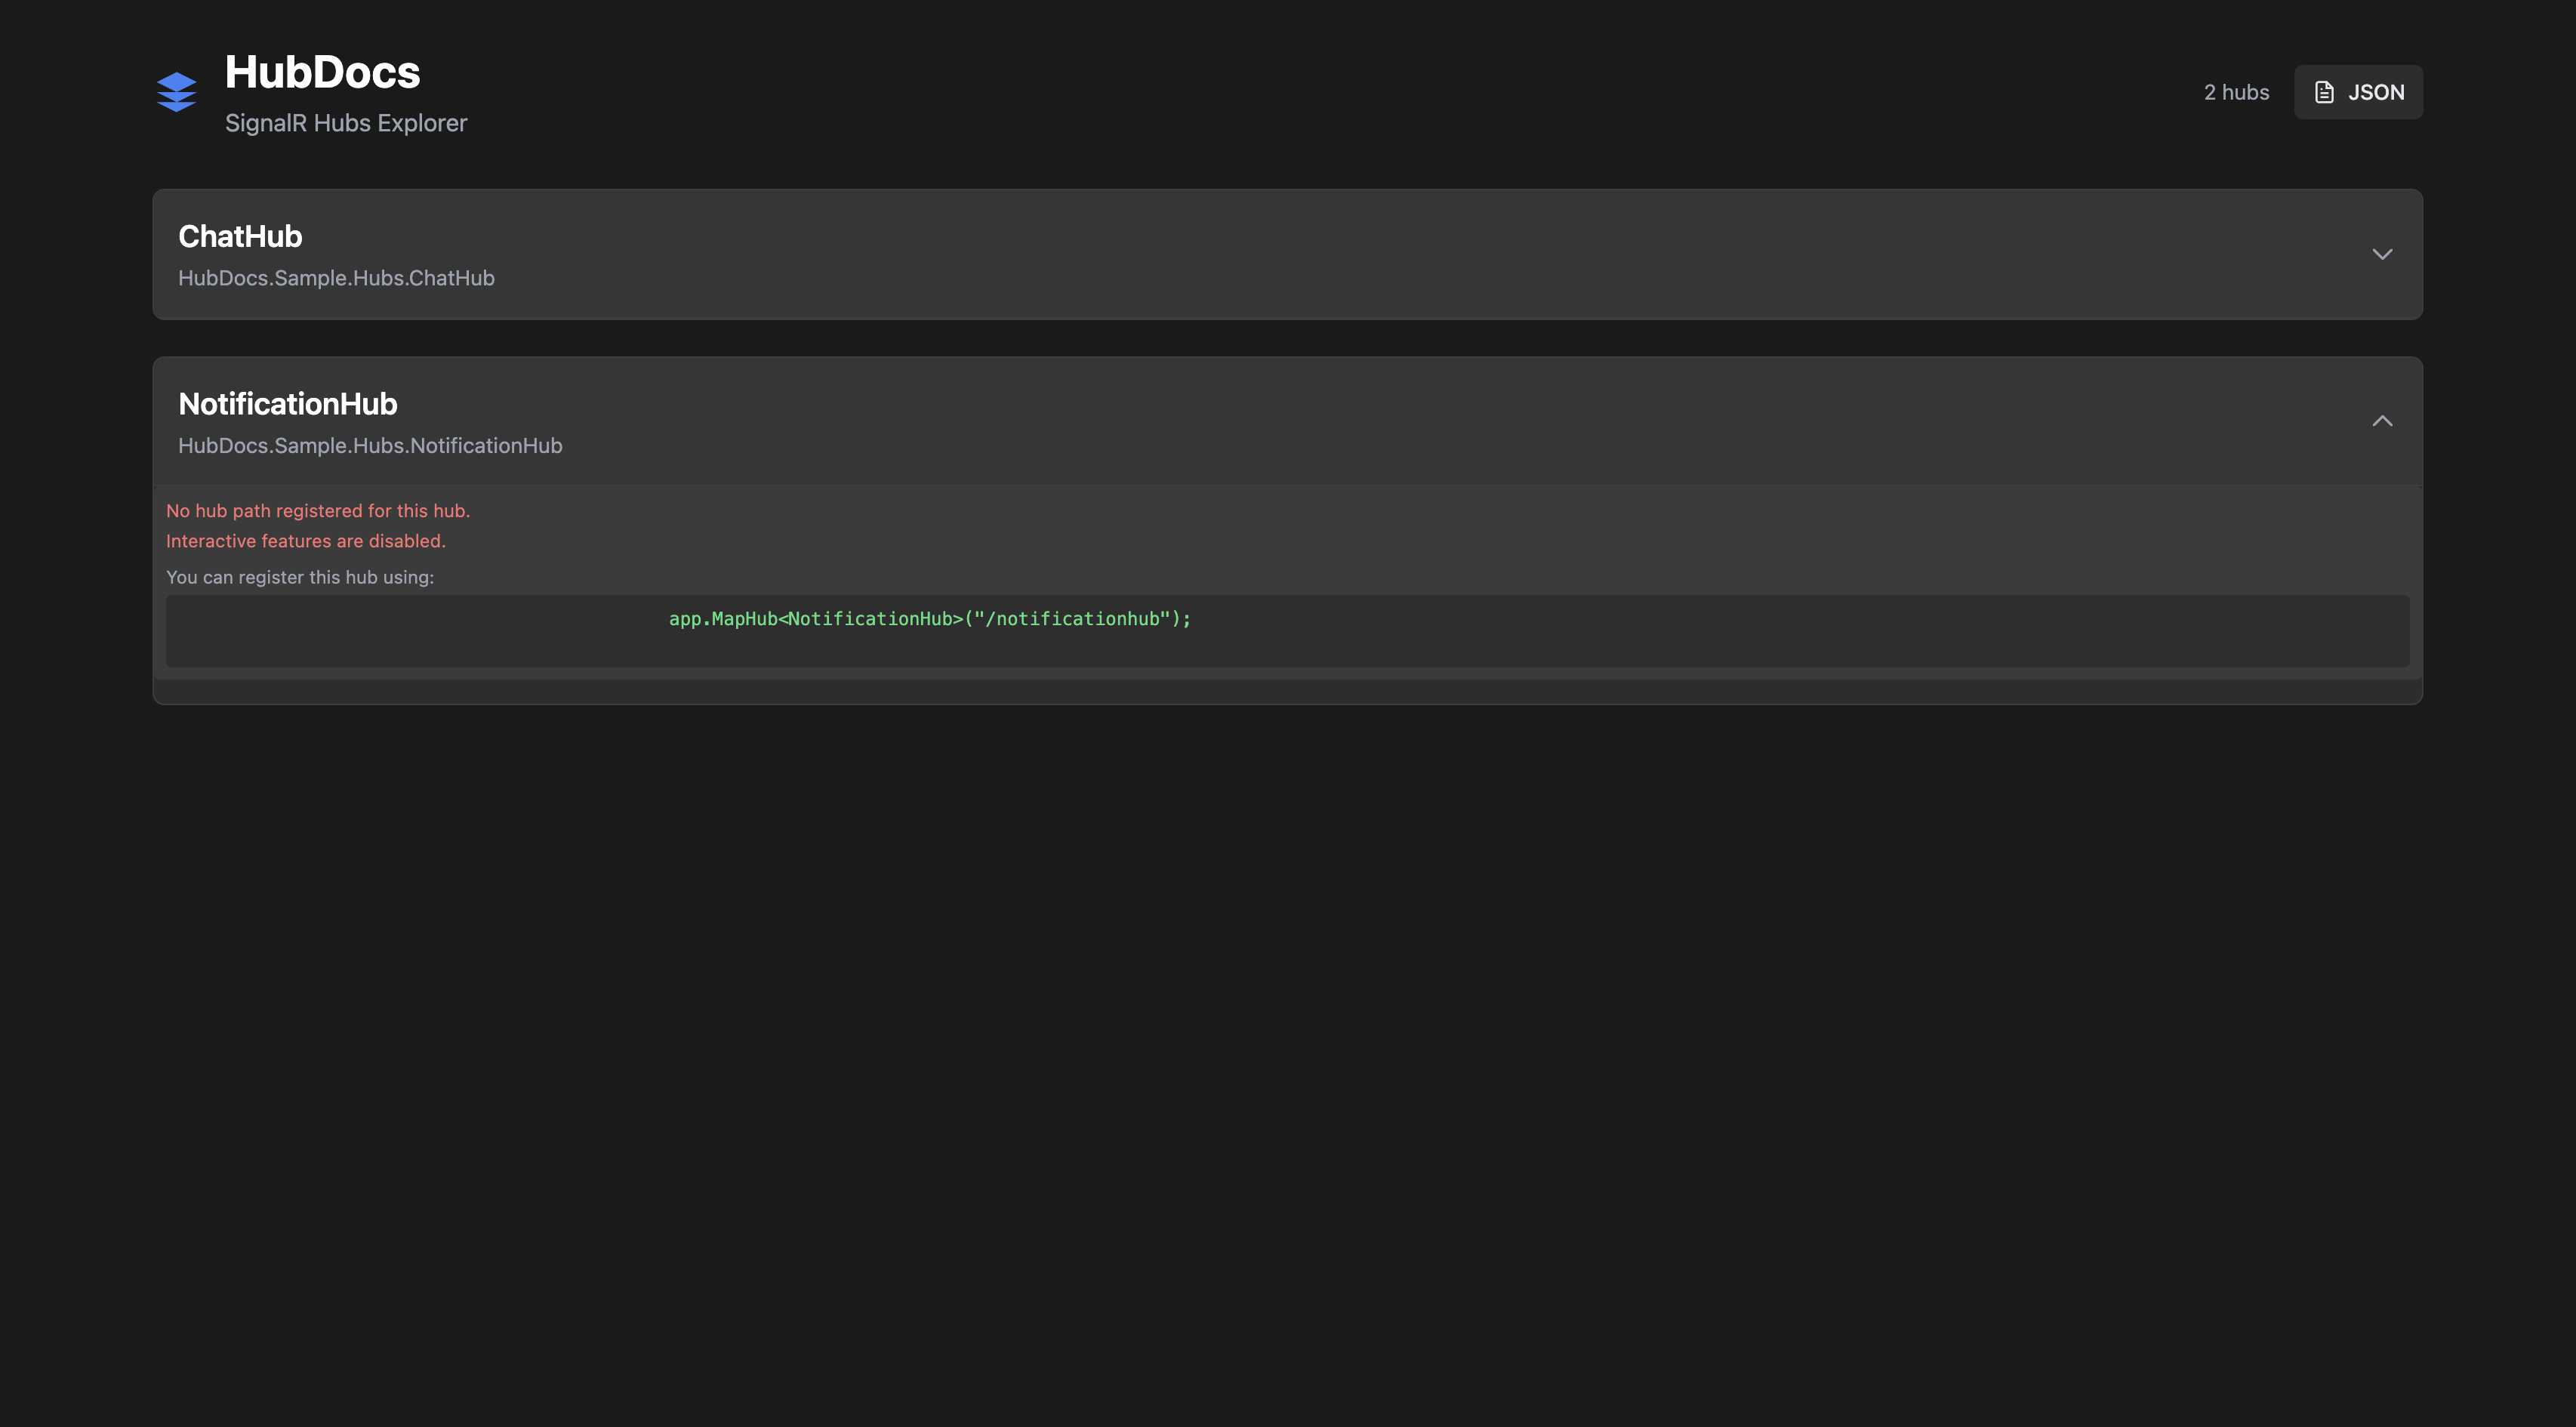 HubDocs
SignalR Hubs Explorer
2 hubs
JSON
ChatHub
HubDocs.Sample.Hubs.ChatHub
NotificationHub
HubDocs.Sample.Hubs.NotificationHub
No hub path registered for this hub.
Interactive features are disabled.
You can register this hub using:
app.MapHub<NotificationHub>("/notificationhub");